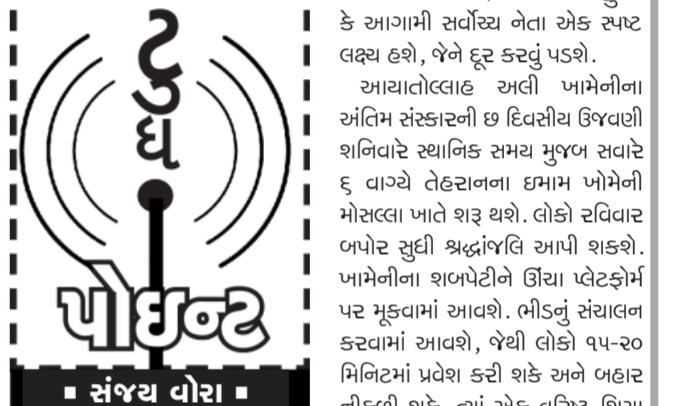 ટુ
ધ
પોઇન્ટ
▪ સંજય વોરા ▪
કે આગામી સર્વોચ્ચ નેતા એક સ્પષ્ટ
લક્ષ્ય હશે, જેને દૂર કરવું પડશે.
આયાતોલ્લાહ અલી ખામેનીના
અંતિમ સંસ્કારની છ દિવસીય ઉજવણી
શનિવારે સ્થાનિક સમય મુજબ સવારે
૬ વાગ્યે તેહરાનના ઇમામ ખોમેની
મોસલ્લા ખાતે શરૂ થશે. લોકો રવિવાર
બપોર સુધી શ્રદ્ધાંજલિ આપી શકશે.
ખામેનીના શબપેટીને ઊંચા પ્લેટફોર્મ
પર મૂકવામાં આવશે. ભીડનું સંચાલન
કરવામાં આવશે, જેથી લોકો ૧૫-૨૦
મિનિટમાં પ્રવેશ કરી શકે અને બહાર